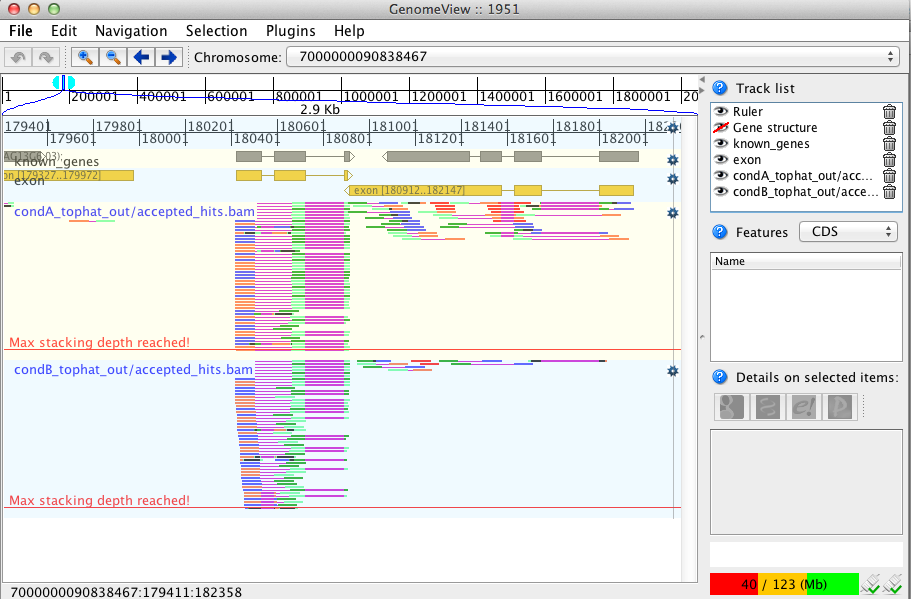 GenomeView :: 1951
File Edit Navigation Selection Plugins Help
Chromosome: 7000000090838467
1 200001 400001 600001 800001 1000001 1200001 1400001 1600001 1800001 20
2.9 Kb
179401 179801 180201 180601 181001 181401 181801
179601 180001 180401 180801 181201 181601 182001
known_genes
[179327..179972]
exon
exon [180912..182147]
condA_tophat_out/accepted_hits.bam
Max stacking depth reached!
condB_tophat_out/accepted_hits.bam
Max stacking depth reached!
7000000090838467:179411:182358
Track list
Ruler
Gene structure
known_genes
exon
condA_tophat_out/acc...
condB_tophat_out/acce...
Features CDS
Name
Details on selected items:
40 / 123 (Mb)